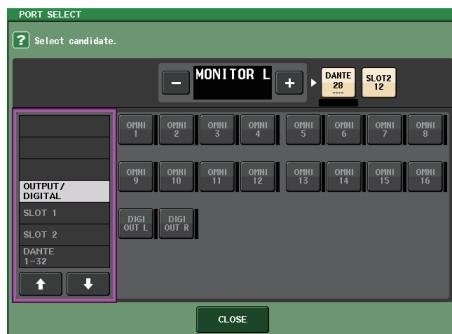 PORT SELECT
? Select candidate.
− MONITOR L + DANTE 28 ---- SLOT2 12
OMNI 1 OMNI 2 OMNI 3 OMNI 4 OMNI 5 OMNI 6 OMNI 7 OMNI 8
OMNI 9 OMNI 10 OMNI 11 OMNI 12 OMNI 13 OMNI 14 OMNI 15 OMNI 16
DIGI OUT L DIGI OUT R
OUTPUT/
DIGITAL
SLOT 1
SLOT 2
DANTE
1-32
CLOSE